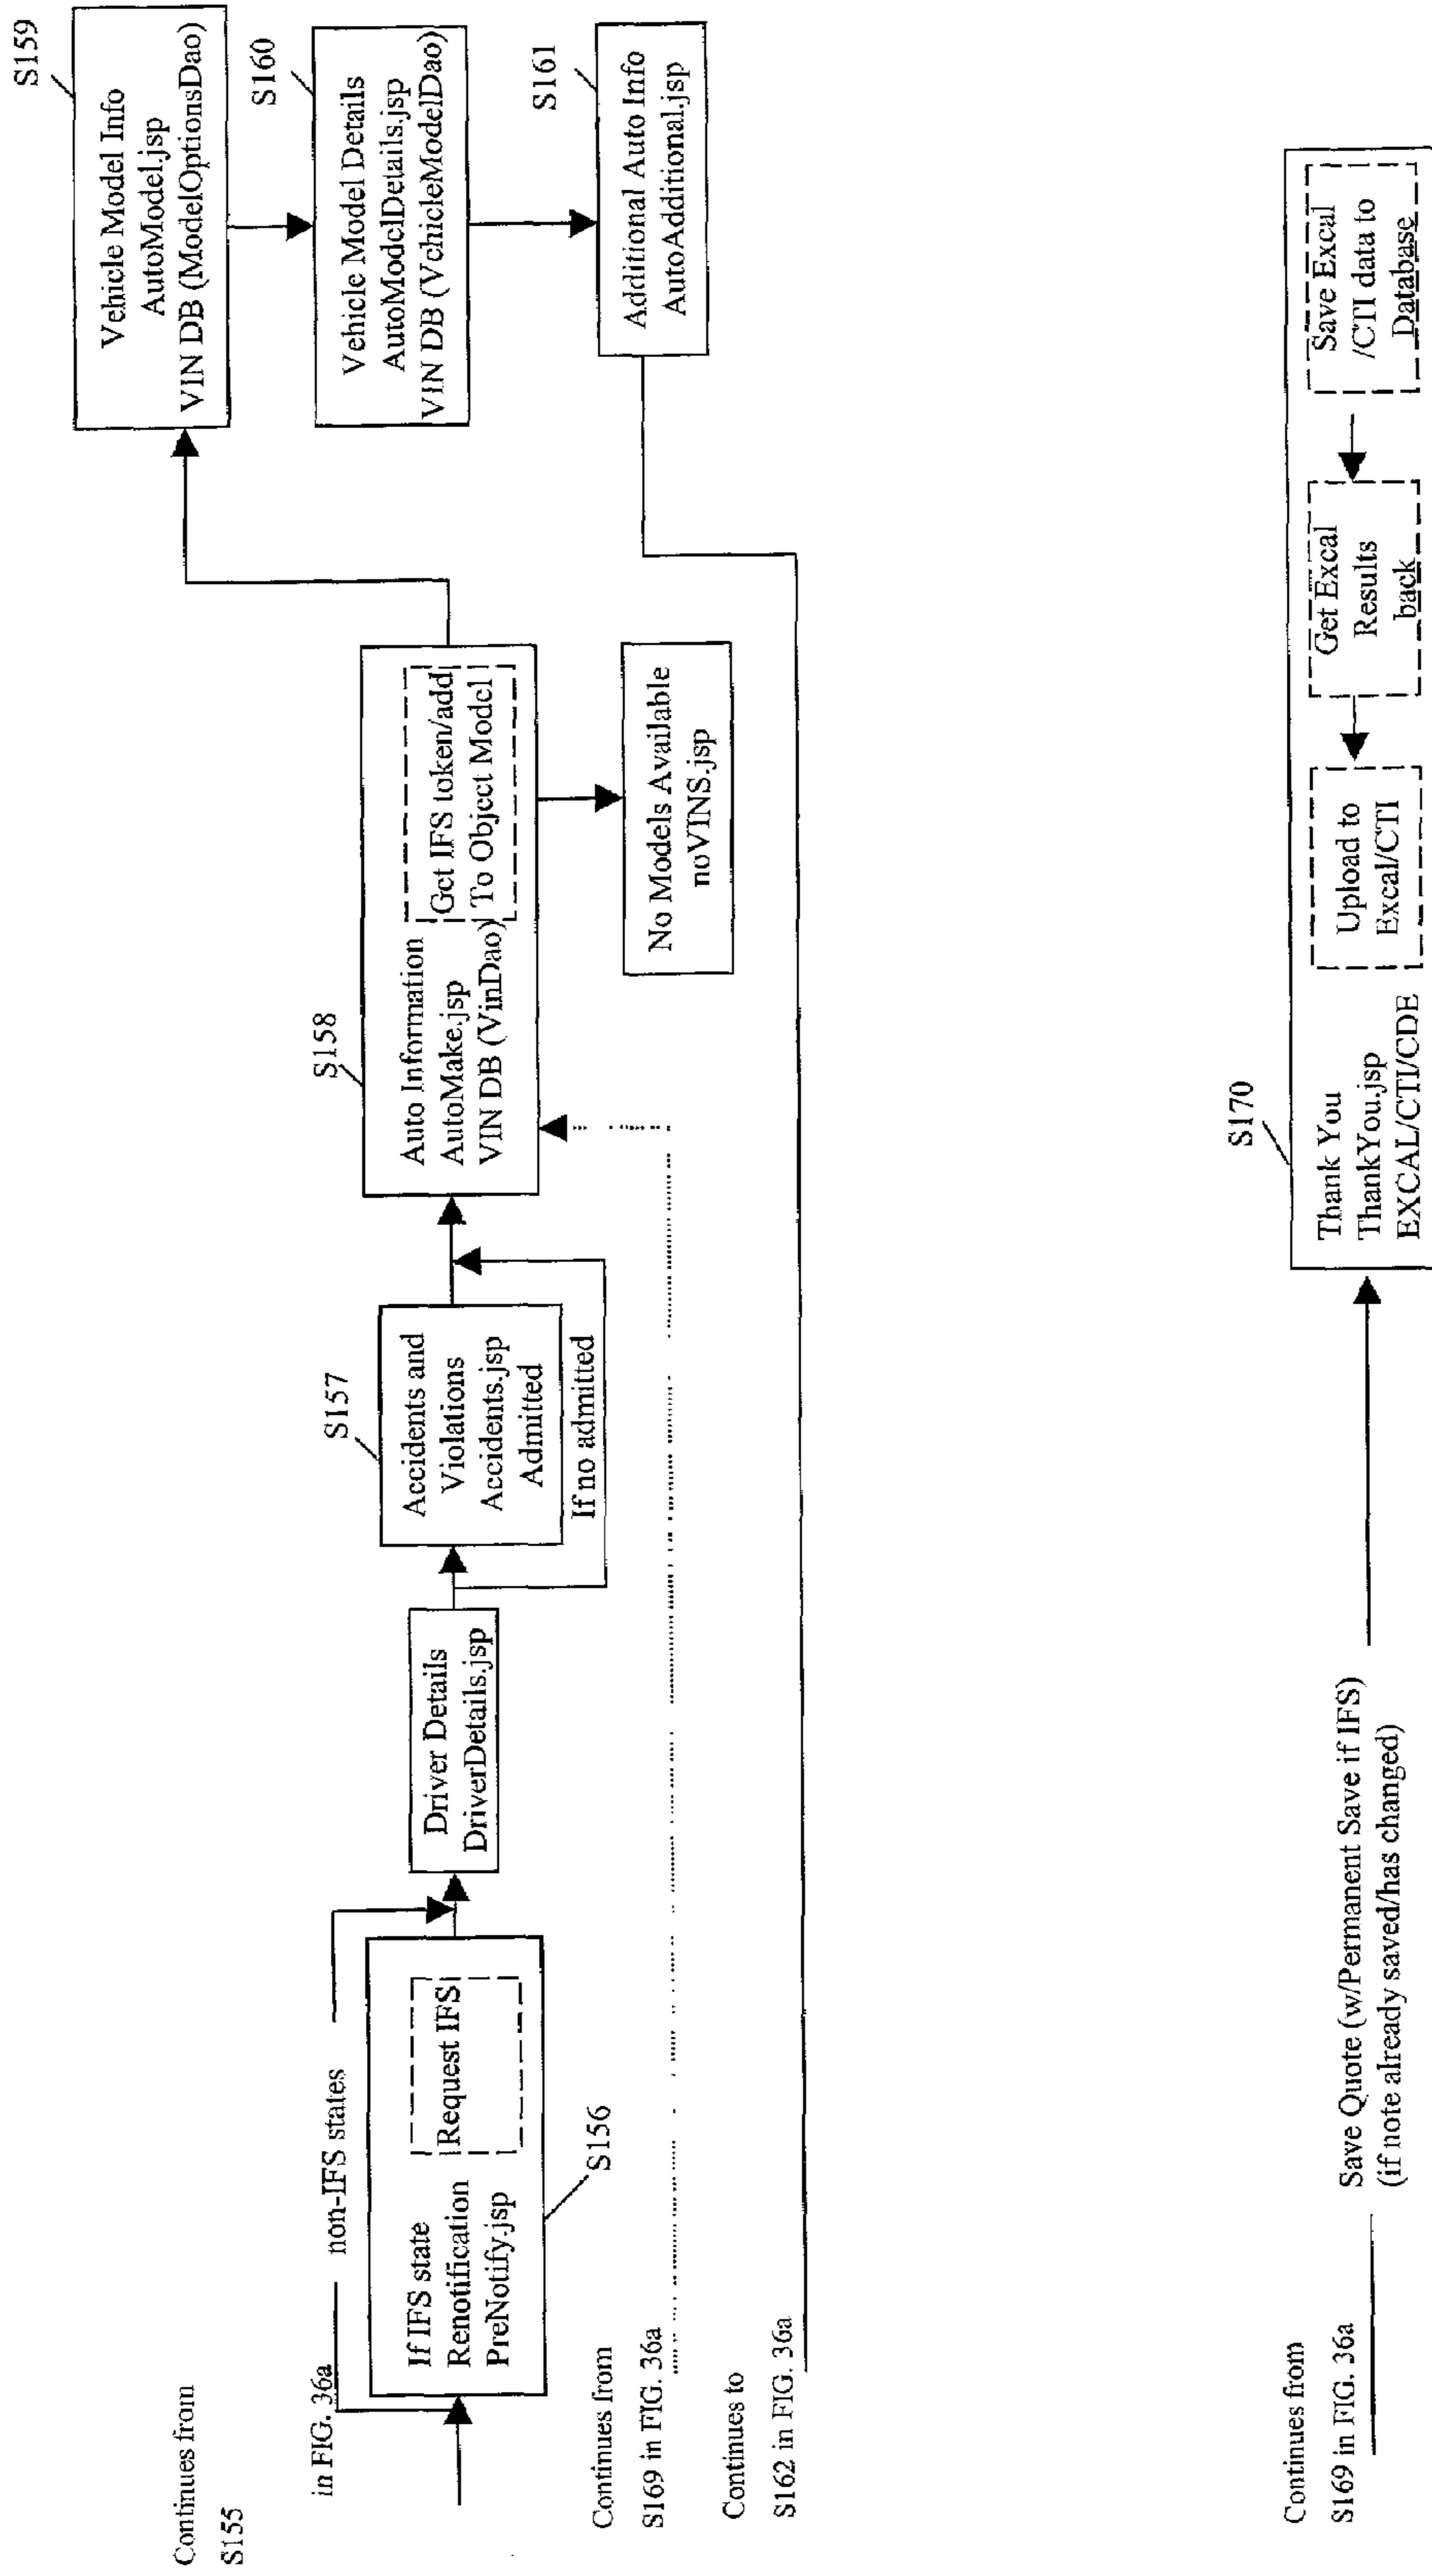 Continues from
S155
in FIG. 36a
non-IFS states
If IFS state
Renotification
PreNotify.jsp
Request IFS
S156
Driver Details
DriverDetails.jsp
S157
Accidents and
Violations
Accidents.jsp
Admitted
If no admitted
S158
Auto Information
AutoMake.jsp
VIN DB (VinDao)
Get IFS token/add
To Object Model
No Models Available
noVINS.jsp
S159
Vehicle Model Info
AutoModel.jsp
VIN DB (ModelOptionsDao)
S160
Vehicle Model Details
AutoModelDetails.jsp
VIN DB (VehicleModelDao)
S161
Additional Auto Info
AutoAdditional.jsp
Continues from
S169 in FIG. 36a
Continues to
S162 in FIG. 36a
Continues from
S169 in FIG. 36a
Save Quote (w/Permanent Save if IFS)
(if note already saved/has changed)
S170
Thank You
ThankYou.jsp
EXCAL/CTI/CDE
Upload to
Excal/CTI
Get Excal
Results
back
Save Excal
/CTI data to
Database